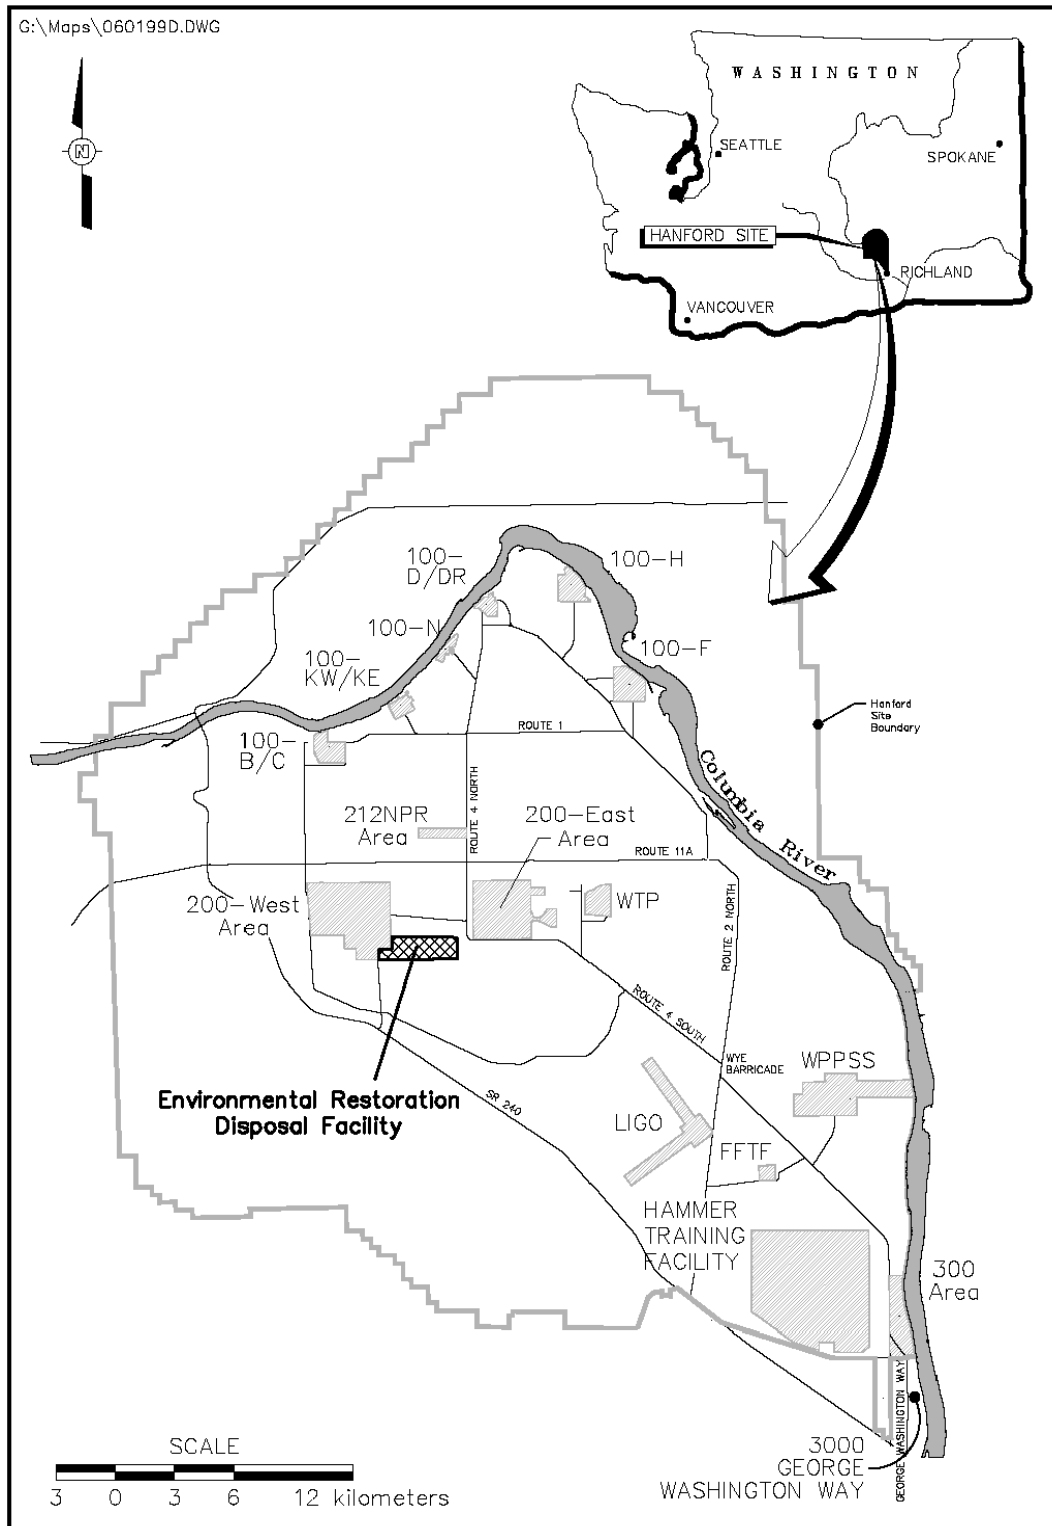 G:\Maps\060199D.DWG
N
WASHINGTON
SEATTLE
SPOKANE
HANFORD SITE
RICHLAND
VANCOUVER
100-
D/DR
100-H
100-N
100-F
100-
KW/KE
Hanford
Site
Boundary
ROUTE 1
100-
B/C
Columbia River
212NPR
Area
ROUTE 4 NORTH
200-East
Area
ROUTE 11A
200-West
Area
WTP
ROUTE 2 NORTH
ROUTE 4 SOUTH
WYE
BARRICADE
WPPSS
Environmental Restoration
Disposal Facility
SR 240
LIGO
FFTF
HAMMER
TRAINING
FACILITY
300
Area
GEORGE WASHINGTON WAY
3000
GEORGE
WASHINGTON WAY
SCALE
3 0 3 6 12 kilometers